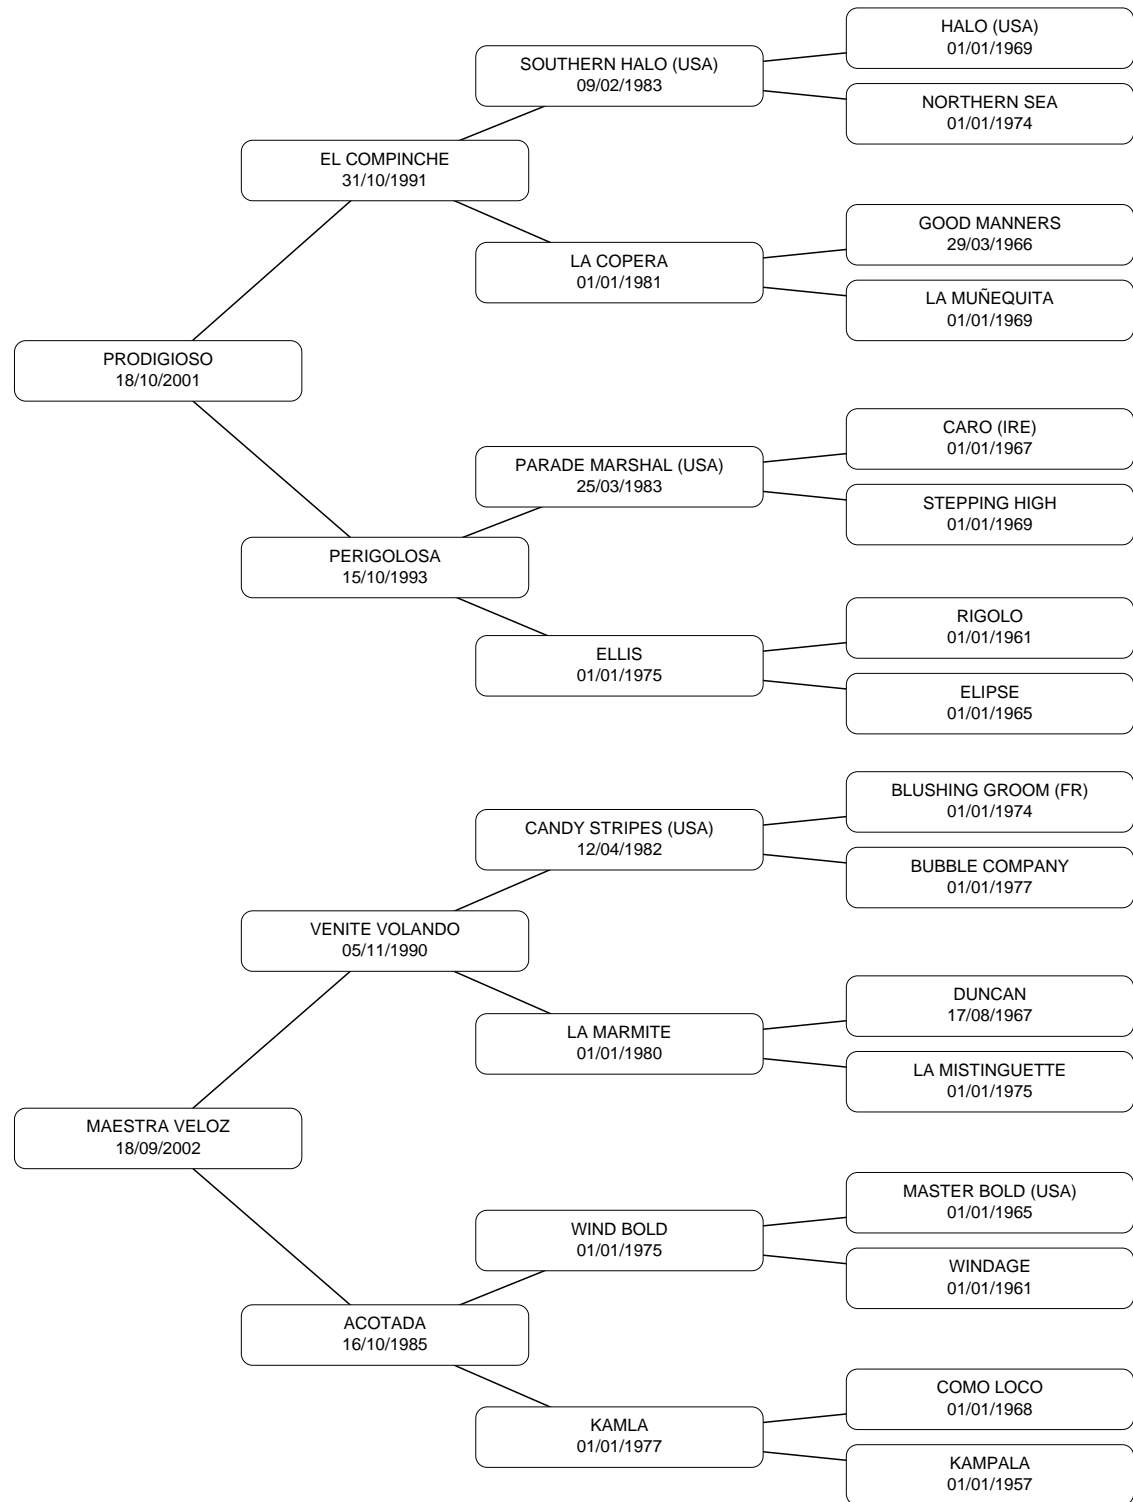 HALO (USA)
01/01/1969
SOUTHERN HALO (USA)
09/02/1983
NORTHERN SEA
01/01/1974
EL COMPINCHE
31/10/1991
GOOD MANNERS
29/03/1966
LA COPERA
01/01/1981
LA MUÑEQUITA
01/01/1969
PRODIGIOSO
18/10/2001
CARO (IRE)
01/01/1967
PARADE MARSHAL (USA)
25/03/1983
STEPPING HIGH
01/01/1969
PERIGOLOSA
15/10/1993
RIGOLO
01/01/1961
ELLIS
01/01/1975
ELIPSE
01/01/1965
BLUSHING GROOM (FR)
01/01/1974
CANDY STRIPES (USA)
12/04/1982
BUBBLE COMPANY
01/01/1977
VENITE VOLANDO
05/11/1990
DUNCAN
17/08/1967
LA MARMITE
01/01/1980
LA MISTINGUETTE
01/01/1975
MAESTRA VELOZ
18/09/2002
MASTER BOLD (USA)
01/01/1965
WIND BOLD
01/01/1975
WINDAGE
01/01/1961
ACOTADA
16/10/1985
COMO LOCO
01/01/1968
KAMLA
01/01/1977
KAMPALA
01/01/1957